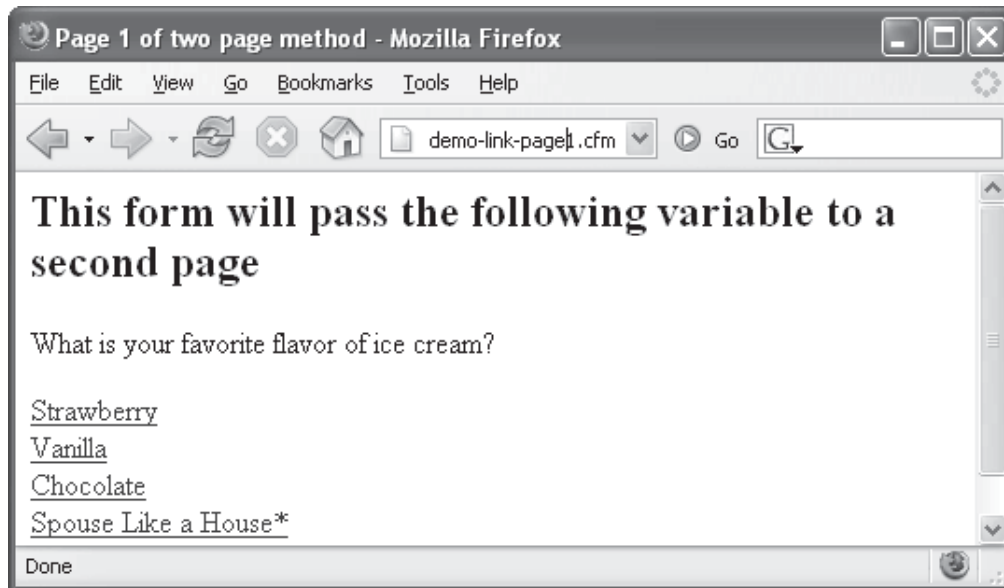 Page 1 of two page method - Mozilla Firefox
File Edit View Go Bookmarks Tools Help
demo-link-page1.cfm Go G
This form will pass the following variable to a
second page
What is your favorite flavor of ice cream?
Strawberry
Vanilla
Chocolate
Spouse Like a House*
Done